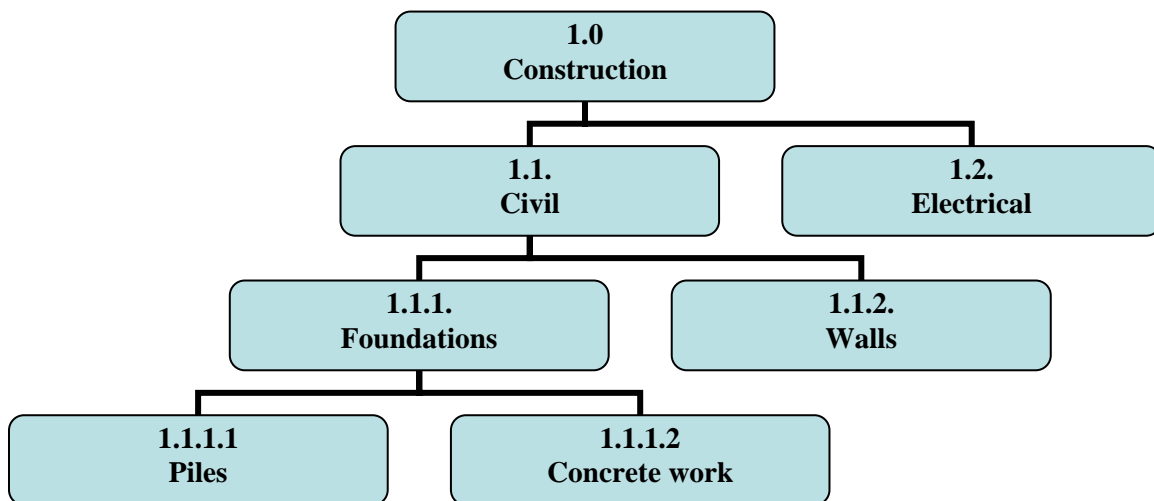 1.0
Construction
1.1.
Civil
1.2.
Electrical
1.1.1.
Foundations
1.1.2.
Walls
1.1.1.1
Piles
1.1.1.2
Concrete work